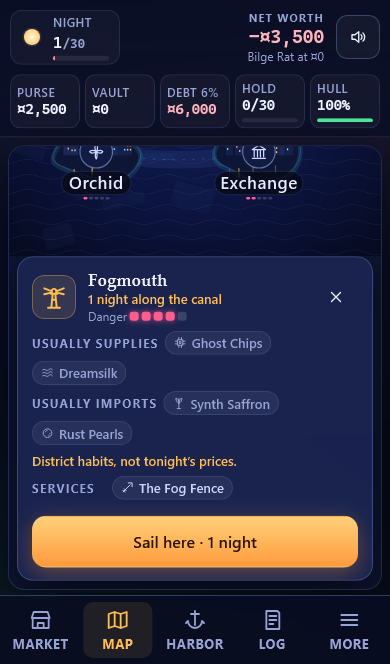 NIGHT
1/30
NET WORTH
−¤3,500
Bilge Rat at ¤0
PURSE
¤2,500
VAULT
¤0
DEBT 6%
¤6,000
HOLD
0/30
HULL
100%
Orchid
Exchange
Fogmouth
1 night along the canal
Danger
USUALLY SUPPLIES Ghost Chips
Dreamsilk
USUALLY IMPORTS Synth Saffron
Rust Pearls
District habits, not tonight's prices.
SERVICES The Fog Fence
Sail here · 1 night
MARKET
MAP
HARBOR
LOG
MORE